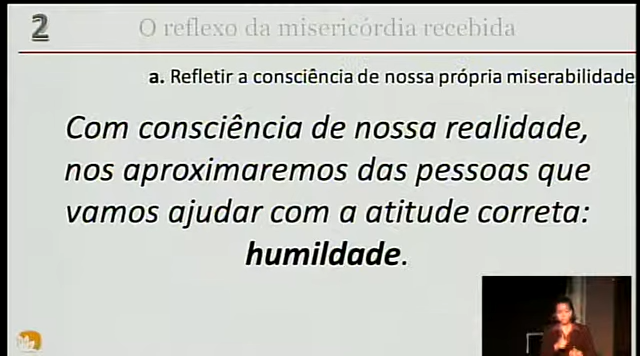 2
O reflexo da misericórdia recebida
a. Refletir a consciência de nossa própria miserabilidade
Com consciência de nossa realidade,
nos aproximaremos das pessoas que
vamos ajudar com a atitude correta:
humildade.